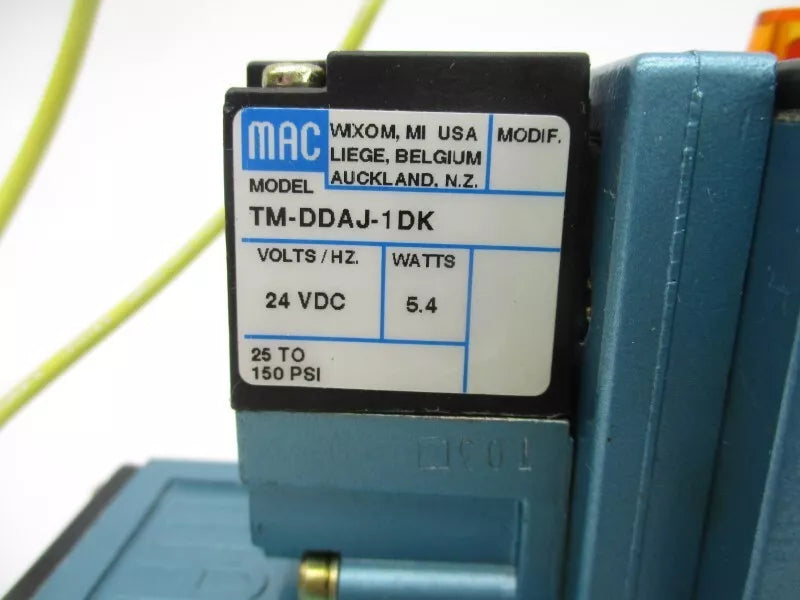 MAC
WIXOM, MI USA
LIEGE, BELGIUM
AUCKLAND, N.Z.
MODIF.
MODEL
TM-DDAJ-1DK
VOLTS/HZ.
24 VDC
WATTS
5.4
25 TO
150 PSI